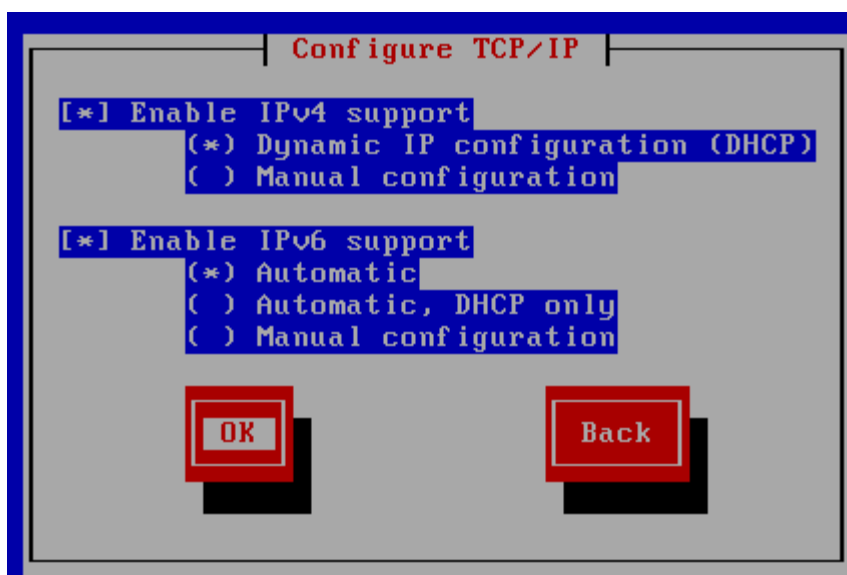 Configure TCP/IP
[*] Enable IPv4 support
(*) Dynamic IP configuration (DHCP)
( ) Manual configuration
[*] Enable IPv6 support
(*) Automatic
( ) Automatic, DHCP only
( ) Manual configuration
OK Back